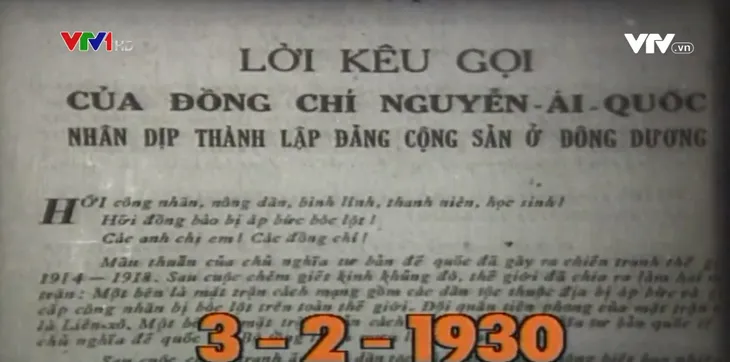 VTV1 HD
VTV.vn
LỜI KÊU GỌI
CỦA ĐỒNG CHÍ NGUYỄN-ÁI-QUỐC
NHÂN DỊP THÀNH LẬP ĐẢNG CỘNG SẢN Ở ĐÔNG DƯƠNG
HỠI công nhân, nông dân, binh lính, thanh niên, học sinh!
Hỡi đồng bào bị áp bức bóc lột!
Các anh chị em! Các đồng chí!
Mâu thuẫn của chủ nghĩa tư bản đế quốc đã gây ra chiến tranh thế
1914 — 1918. Sau cuộc chém giết kinh khủng đó, thế giới đã chia ra làm hai
trận: Một bên là mặt trận cách mạng gồm các dân tộc thuộc địa bị áp bức và
cấp công nhân bị bóc lột trên toàn thế giới. Đội quân tiên phong của mặt trận
là Liên-xô. Một bên mặt trận cách tư bản quốc
chủ nghĩa đế quốc
3-2-1930